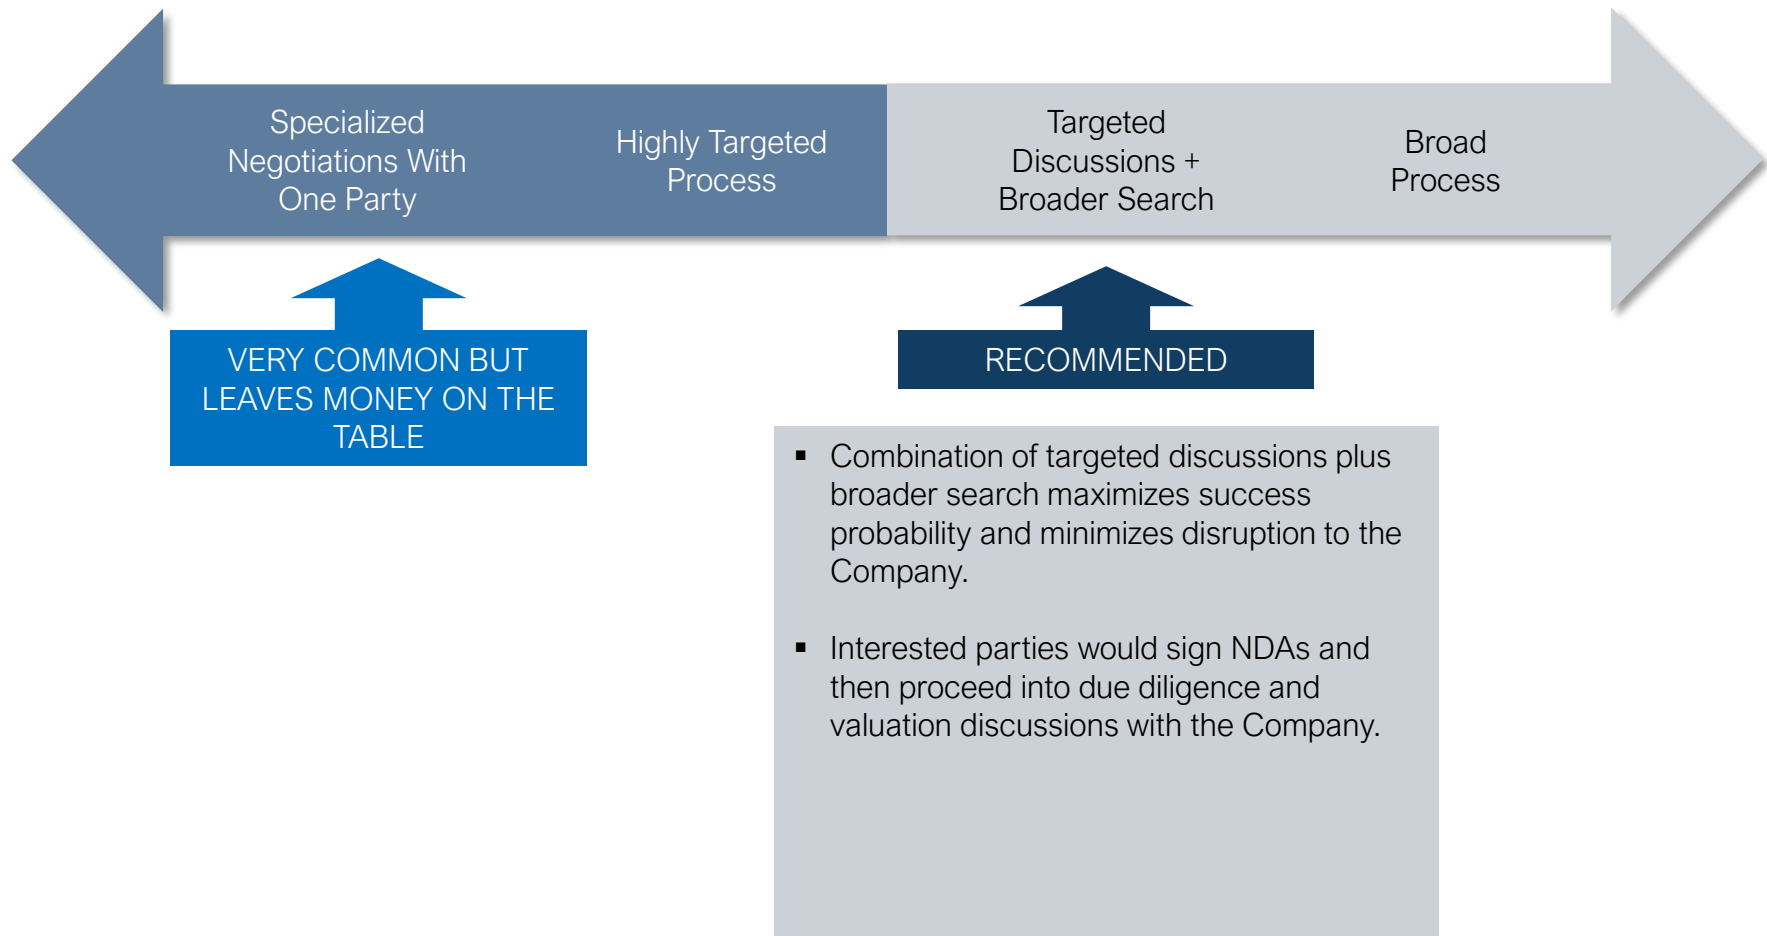 Specialized
Negotiations With
One Party
Highly Targeted
Process
Targeted
Discussions +
Broader Search
Broad
Process
VERY COMMON BUT
LEAVES MONEY ON THE
TABLE
RECOMMENDED
▪ Combination of targeted discussions plus
broader search maximizes success
probability and minimizes disruption to the
Company.
▪ Interested parties would sign NDAs and
then proceed into due diligence and
valuation discussions with the Company.